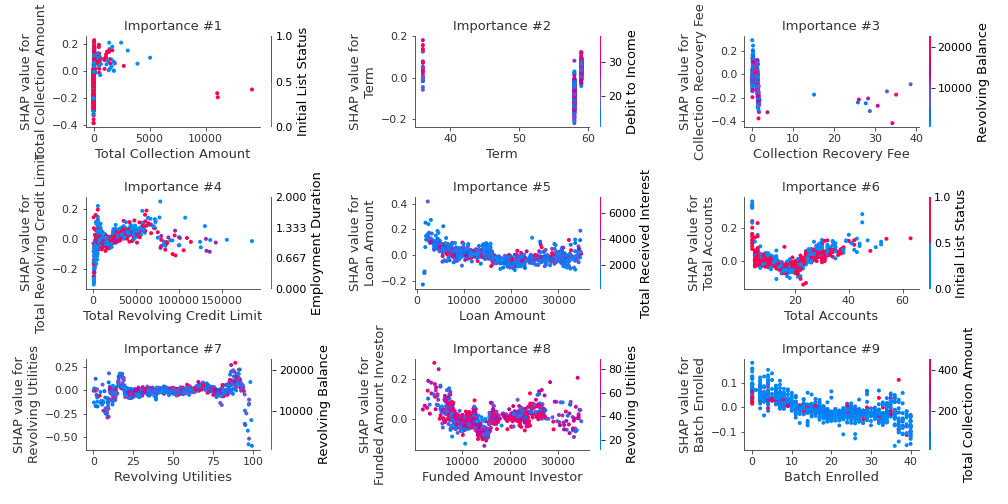 Importance #1
SHAP value for
Total Collection Amount
0.2
0.0
−0.2
−0.4
0
5000
10000
Total Collection Amount
1.0
0.5
0.0
Initial List Status
Importance #2
SHAP value for
Term
0.2
0.0
−0.2
40
50
60
Term
30
20
Debit to Income
Importance #3
SHAP value for
Collection Recovery Fee
0.2
0.0
−0.2
−0.4
0
10
20
30
40
Collection Recovery Fee
20000
10000
Revolving Balance
Importance #4
SHAP value for
Total Revolving Credit Limit
0.2
0.0
−0.2
0
50000
100000
150000
Total Revolving Credit Limit
2.000
1.333
0.667
0.000
Employment Duration
Importance #5
SHAP value for
Loan Amount
0.4
0.2
0.0
−0.2
0
10000
20000
30000
Loan Amount
6000
4000
2000
Total Received Interest
Importance #6
SHAP value for
Total Accounts
0.2
0.0
20
40
60
Total Accounts
1.0
0.5
0.0
Initial List Status
Importance #7
SHAP value for
Revolving Utilities
0.25
0.00
−0.25
−0.50
0
25
50
75
100
Revolving Utilities
20000
10000
Revolving Balance
Importance #8
SHAP value for
Funded Amount Investor
0.2
0.0
10000
20000
30000
Funded Amount Investor
80
60
40
20
Revolving Utilities
Importance #9
SHAP value for
Batch Enrolled
0.1
0.0
−0.1
0
10
20
30
40
Batch Enrolled
400
200
Total Collection Amount